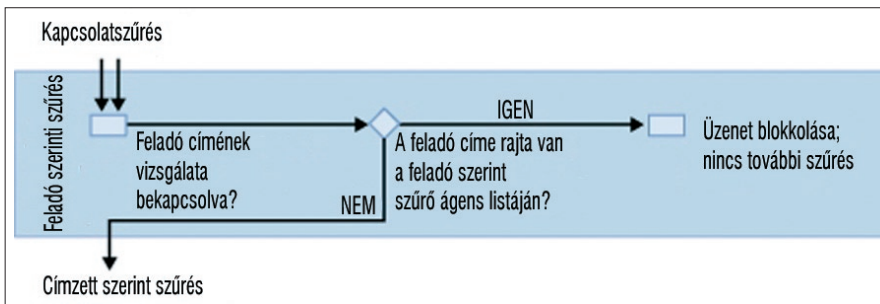 Kapcsolatszűrés
Feladó szerinti szűrés
IGEN
Feladó címének
vizsgálata
bekapcsolva?
A feladó címe rajta van
a feladó szerint
szűrő ágens listáján?
Üzenet blokkolása;
nincs további szűrés
NEM
Címzett szerint szűrés